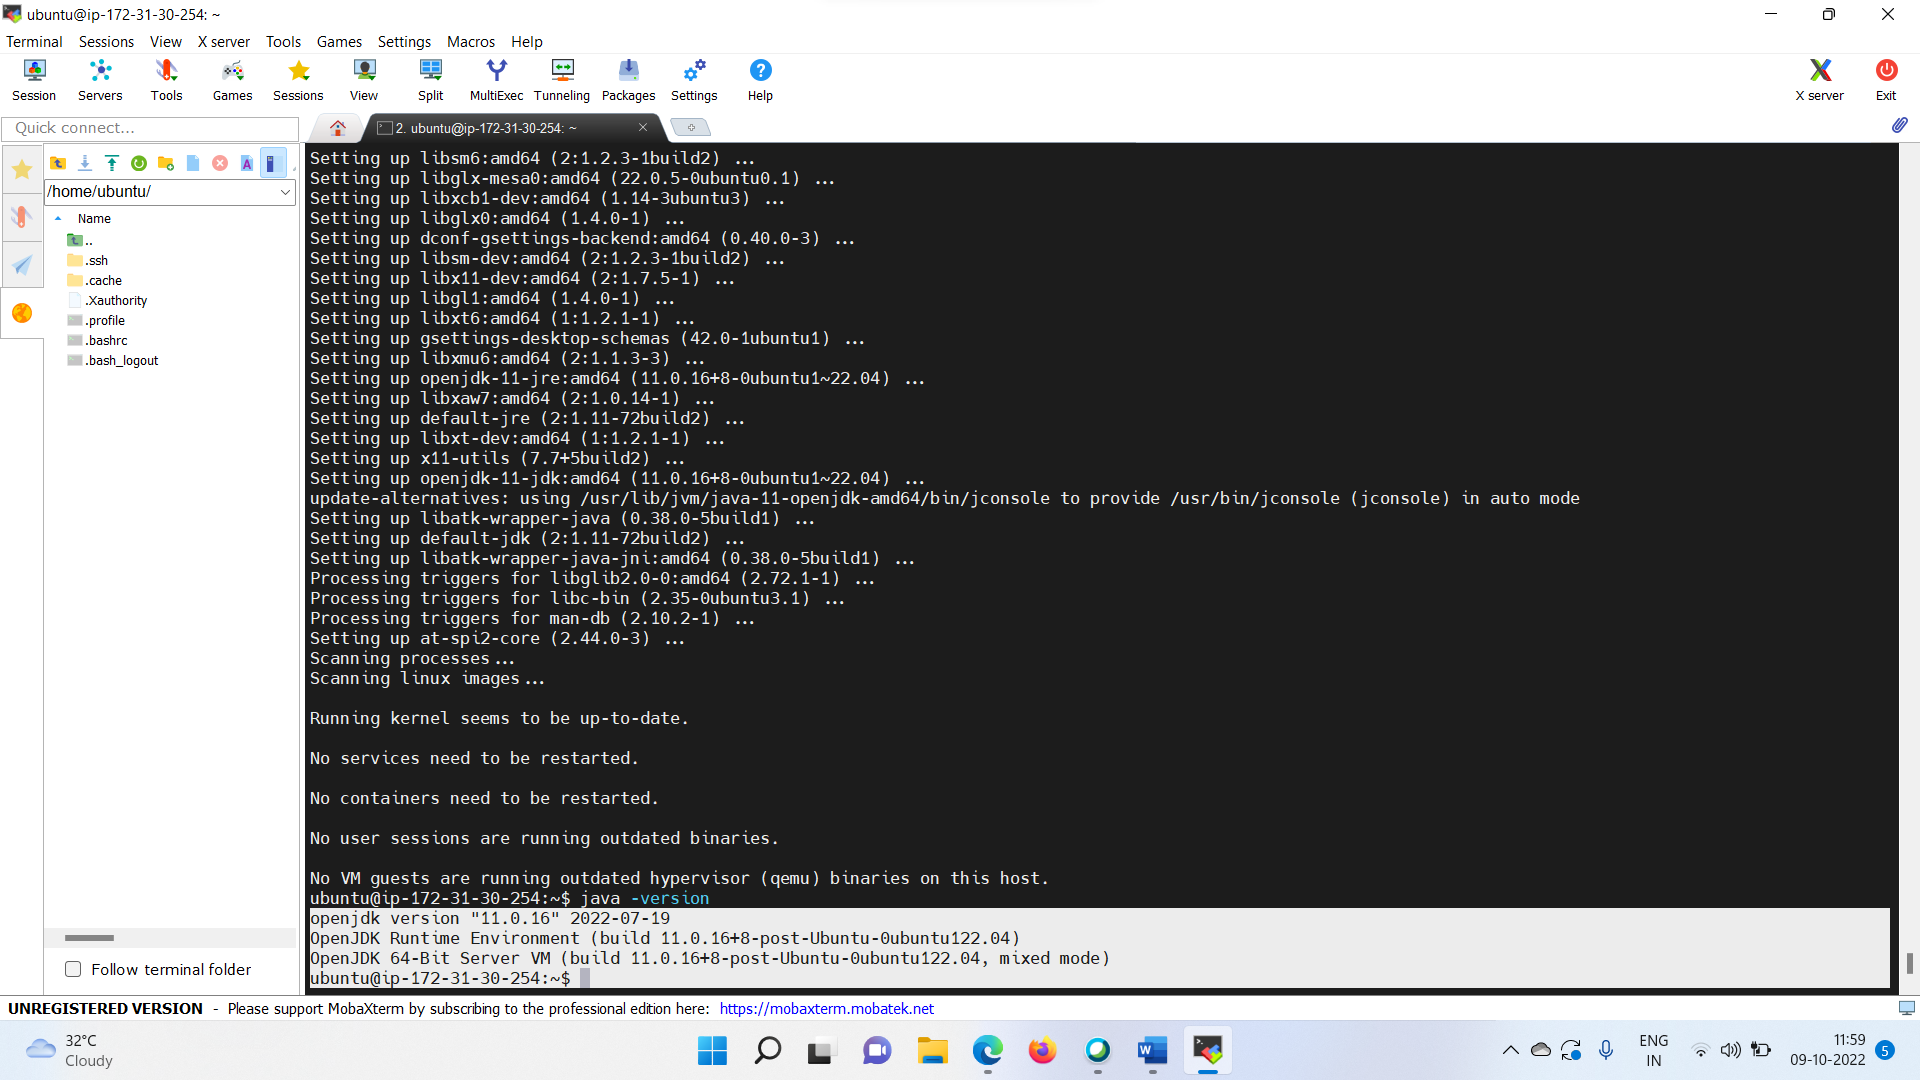 ubuntu@ip-172-31-30-254: ~
Terminal Sessions View X server Tools Games Settings Macros Help
Session Servers Tools Games Sessions View Split MultiExec Tunneling Packages Settings Help X server Exit
Quick connect...
2. ubuntu@ip-172-31-30-254: ~
/home/ubuntu/
Name
..
.ssh
.cache
.Xauthority
.profile
.bashrc
.bash_logout
Follow terminal folder
Setting up libsm6:amd64 (2:1.2.3-1build2) ...
Setting up libglx-mesa0:amd64 (22.0.5-0ubuntu0.1) ...
Setting up libxcb1-dev:amd64 (1.14-3ubuntu3) ...
Setting up libglx0:amd64 (1.4.0-1) ...
Setting up dconf-gsettings-backend:amd64 (0.40.0-3) ...
Setting up libsm-dev:amd64 (2:1.2.3-1build2) ...
Setting up libx11-dev:amd64 (2:1.7.5-1) ...
Setting up libgl1:amd64 (1.4.0-1) ...
Setting up libxt6:amd64 (1:1.2.1-1) ...
Setting up gsettings-desktop-schemas (42.0-1ubuntu1) ...
Setting up libxmu6:amd64 (2:1.1.3-3) ...
Setting up openjdk-11-jre:amd64 (11.0.16+8-0ubuntu1~22.04) ...
Setting up libxaw7:amd64 (2:1.0.14-1) ...
Setting up default-jre (2:1.11-72build2) ...
Setting up libxt-dev:amd64 (1:1.2.1-1) ...
Setting up x11-utils (7.7+5build2) ...
Setting up openjdk-11-jdk:amd64 (11.0.16+8-0ubuntu1~22.04) ...
update-alternatives: using /usr/lib/jvm/java-11-openjdk-amd64/bin/jconsole to provide /usr/bin/jconsole (jconsole) in auto mode
Setting up libatk-wrapper-java (0.38.0-5build1) ...
Setting up default-jdk (2:1.11-72build2) ...
Setting up libatk-wrapper-java-jni:amd64 (0.38.0-5build1) ...
Processing triggers for libglib2.0-0:amd64 (2.72.1-1) ...
Processing triggers for libc-bin (2.35-0ubuntu3.1) ...
Processing triggers for man-db (2.10.2-1) ...
Setting up at-spi2-core (2.44.0-3) ...
Scanning processes...
Scanning linux images...
Running kernel seems to be up-to-date.
No services need to be restarted.
No containers need to be restarted.
No user sessions are running outdated binaries.
No VM guests are running outdated hypervisor (qemu) binaries on this host.
ubuntu@ip-172-31-30-254:~$ java -version
openjdk version "11.0.16" 2022-07-19
OpenJDK Runtime Environment (build 11.0.16+8-post-Ubuntu-0ubuntu122.04)
OpenJDK 64-Bit Server VM (build 11.0.16+8-post-Ubuntu-0ubuntu122.04, mixed mode)
ubuntu@ip-172-31-30-254:~$
UNREGISTERED VERSION - Please support MobaXterm by subscribing to the professional edition here: https://mobaxterm.mobatek.net
32°C
Cloudy
ENG
IN
11:59
09-10-2022
5